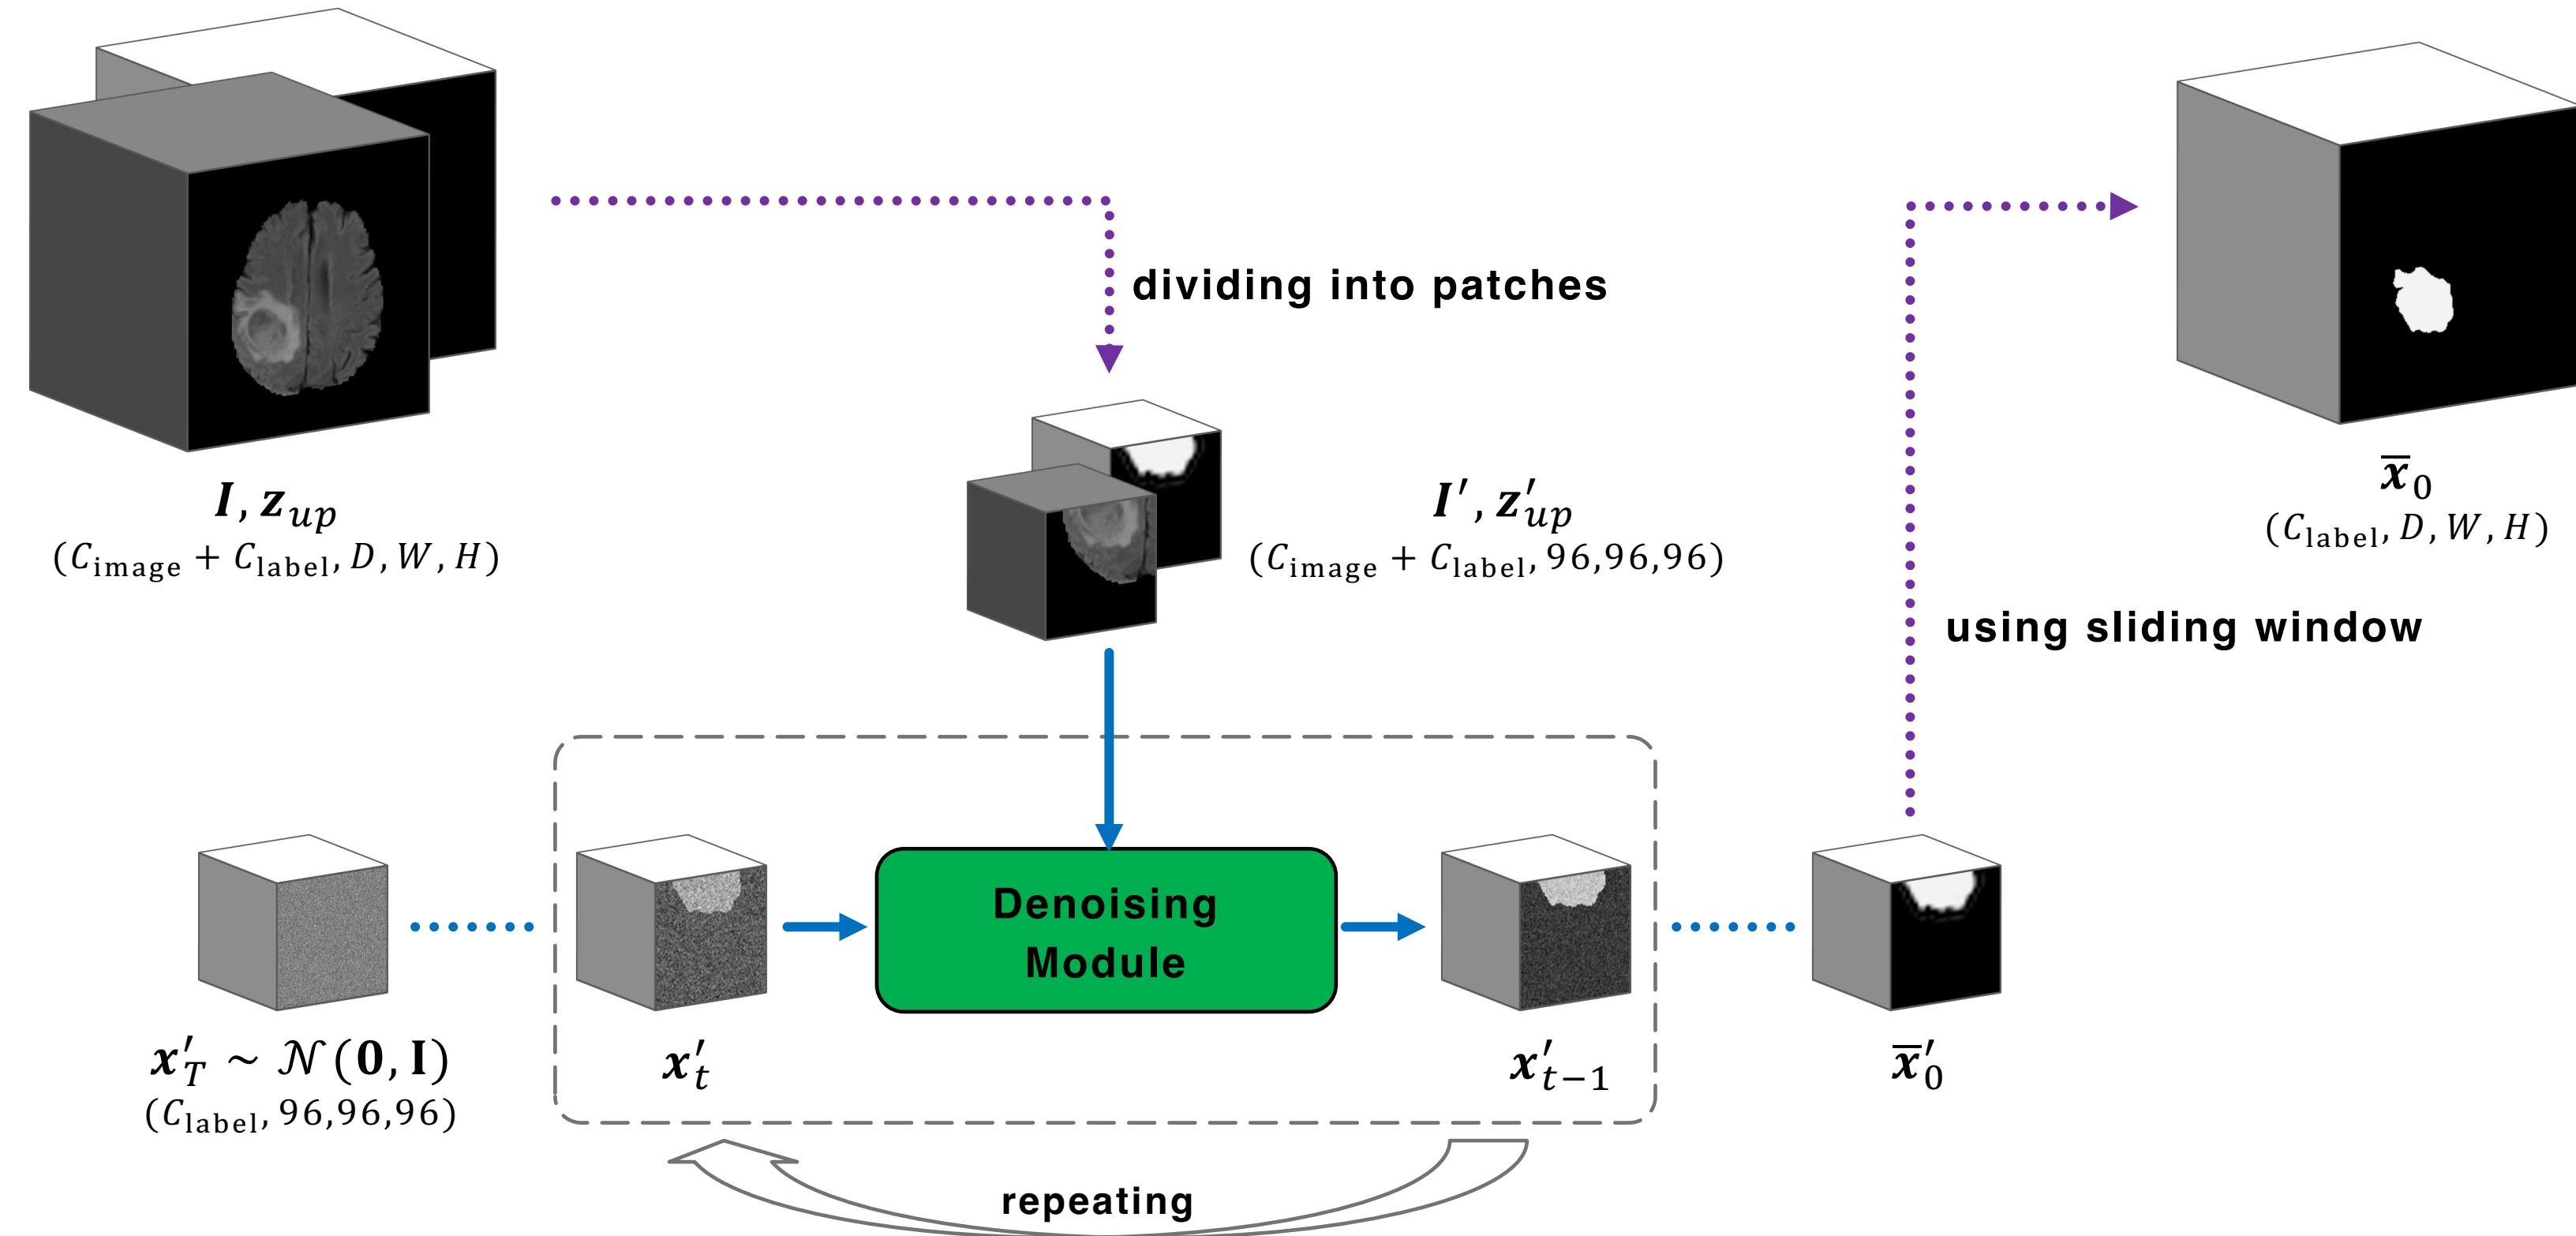 I, z_up
(C_image + C_label, D, W, H)
dividing into patches
I′, z′_up
(C_image + C_label, 96,96,96)
x̄_0
(C_label, D, W, H)
using sliding window
Denoising
Module
x′_T ~ 𝒩(0, I)
(C_label, 96,96,96)
x′_t
x′_{t−1}
x̄′_0
repeating